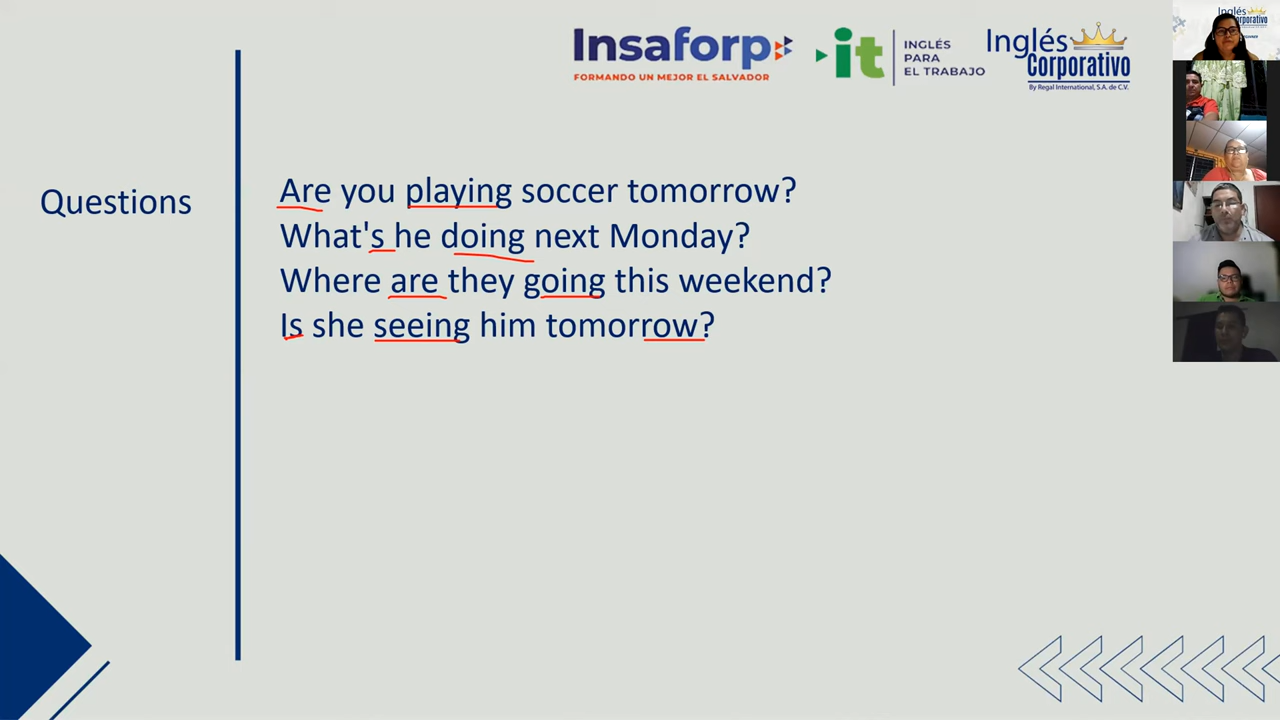 Insaforp
FORMANDO UN MEJOR EL SALVADOR
it
INGLÉS
PARA
EL TRABAJO
Inglés
Corporativo
By Regal International, S.A. de C.V.
Inglés
Corporativo
Questions
Are you playing soccer tomorrow?
What's he doing next Monday?
Where are they going this weekend?
Is she seeing him tomorrow?